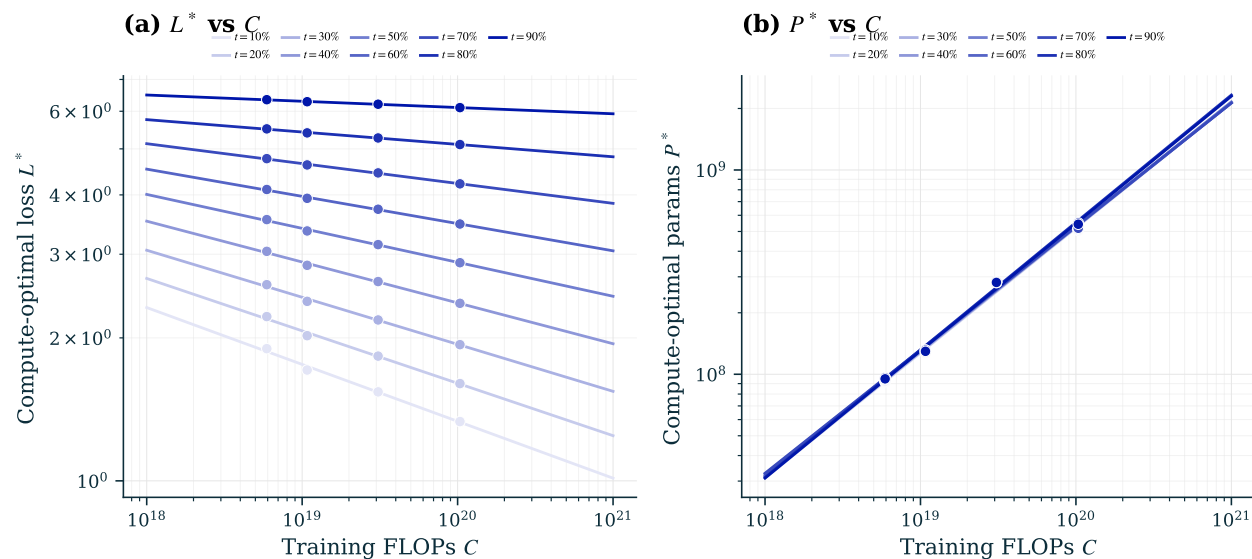 (a) L* vs C
t=10% t=30% t=50% t=70% t=90%
t=20% t=40% t=60% t=80%
Compute-optimal loss L*
6 × 10⁰
4 × 10⁰
3 × 10⁰
2 × 10⁰
10⁰
10¹⁸ 10¹⁹ 10²⁰ 10²¹
Training FLOPs C
(b) P* vs C
t=10% t=30% t=50% t=70% t=90%
t=20% t=40% t=60% t=80%
Compute-optimal params P*
10⁹
10⁸
10¹⁸ 10¹⁹ 10²⁰ 10²¹
Training FLOPs C